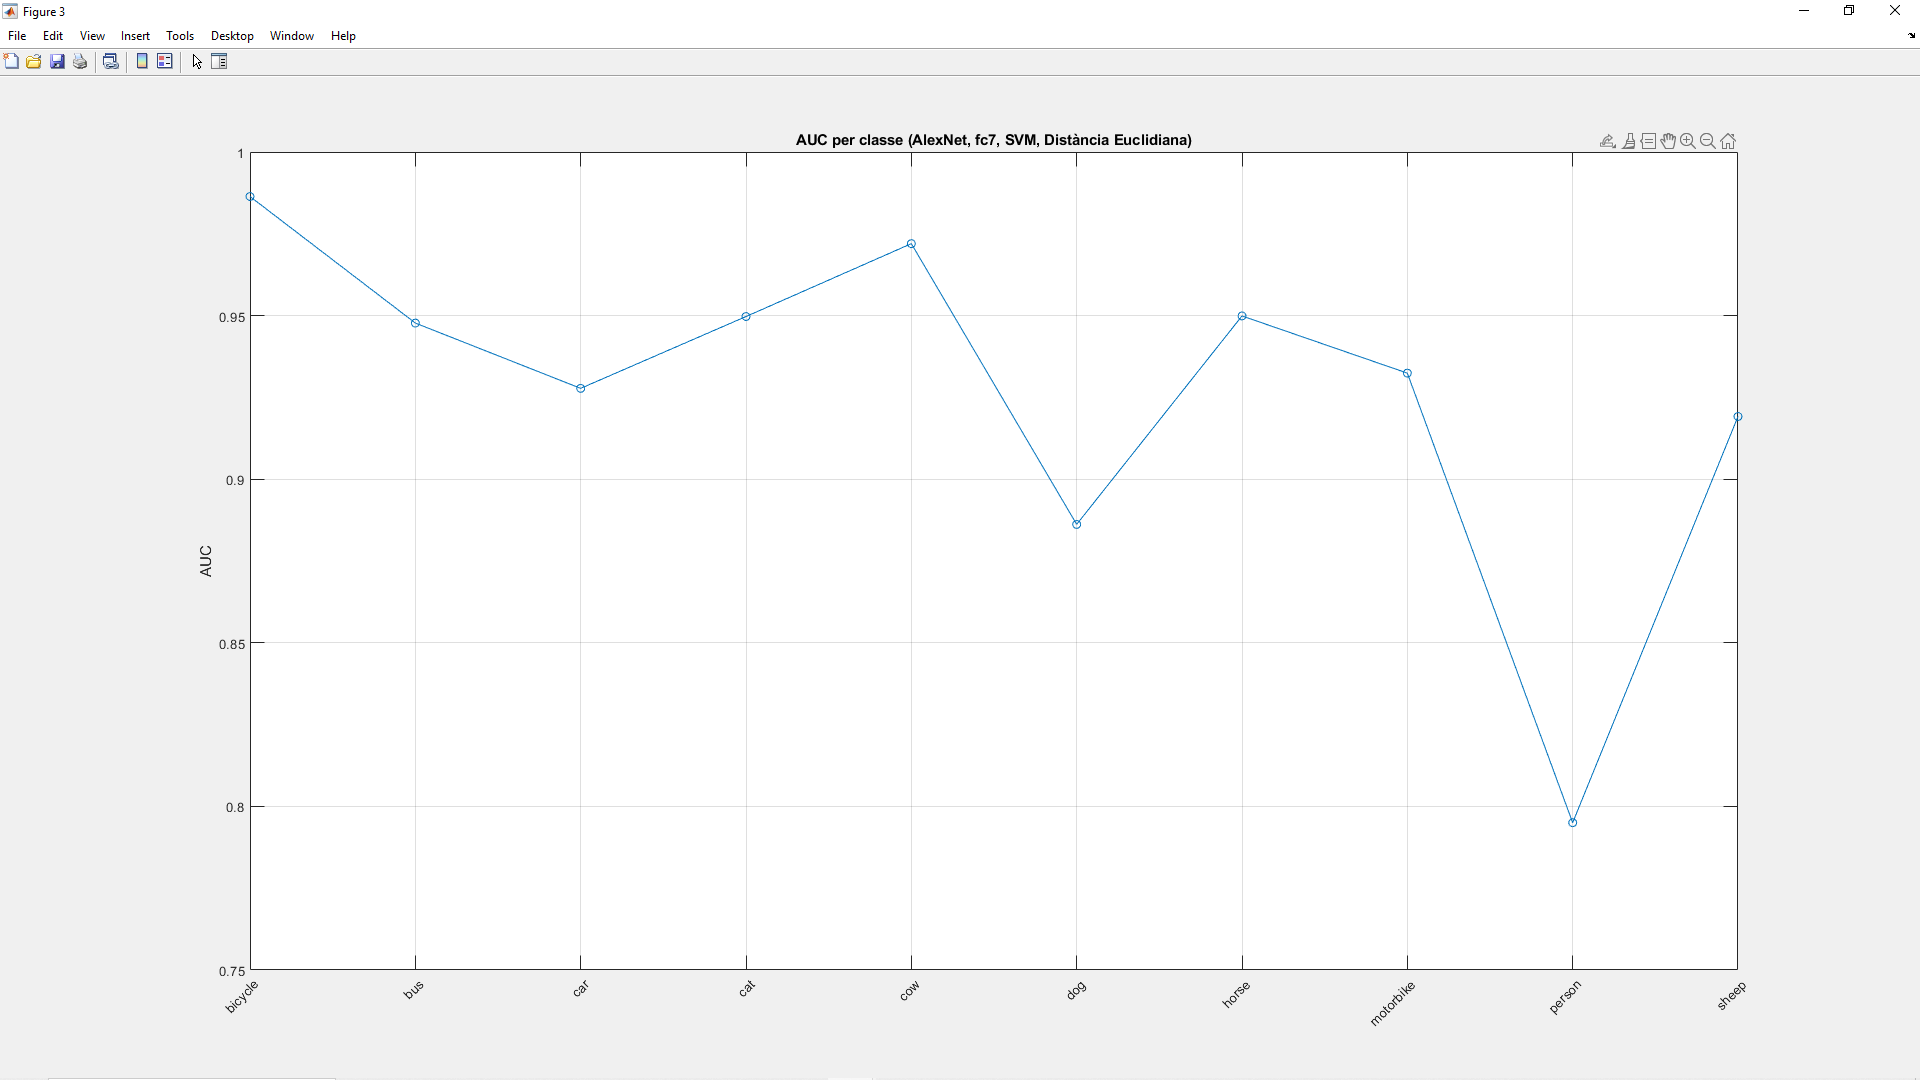 Figure 3
File Edit View Insert Tools Desktop Window Help
AUC per classe (AlexNet, fc7, SVM, Distància Euclidiana)
1
0.95
0.9
0.85
0.8
0.75
AUC
bicycle
bus
car
cat
cow
dog
horse
motorbike
person
sheep